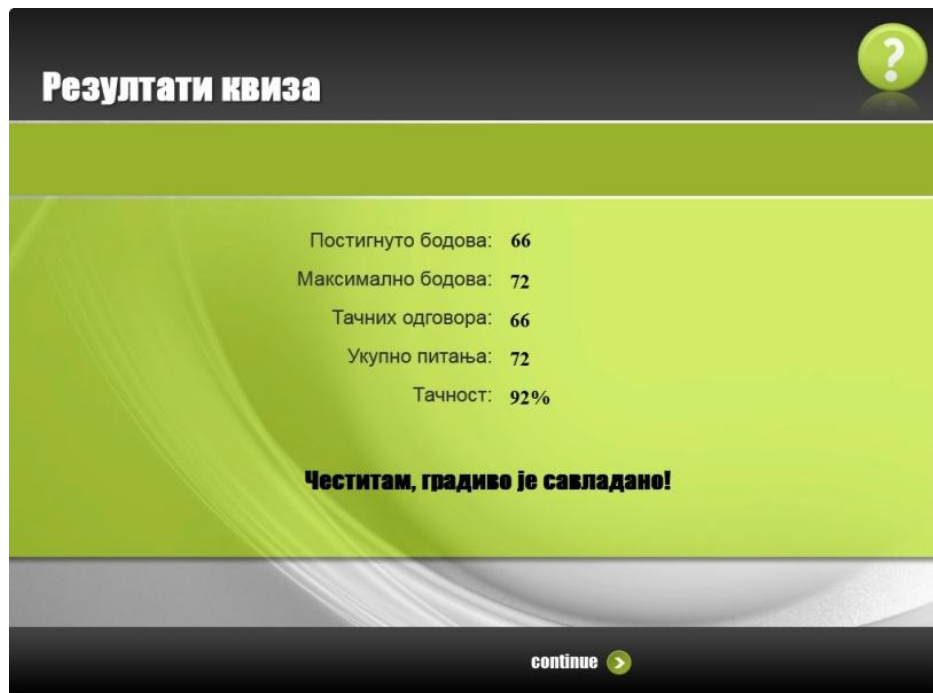 Резултати квиза
?
Постигнуто бодова: 66
Максимално бодова: 72
Тачних одговора: 66
Укупно питања: 72
Тачност: 92%
Честитам, градиво је савладано!
continue